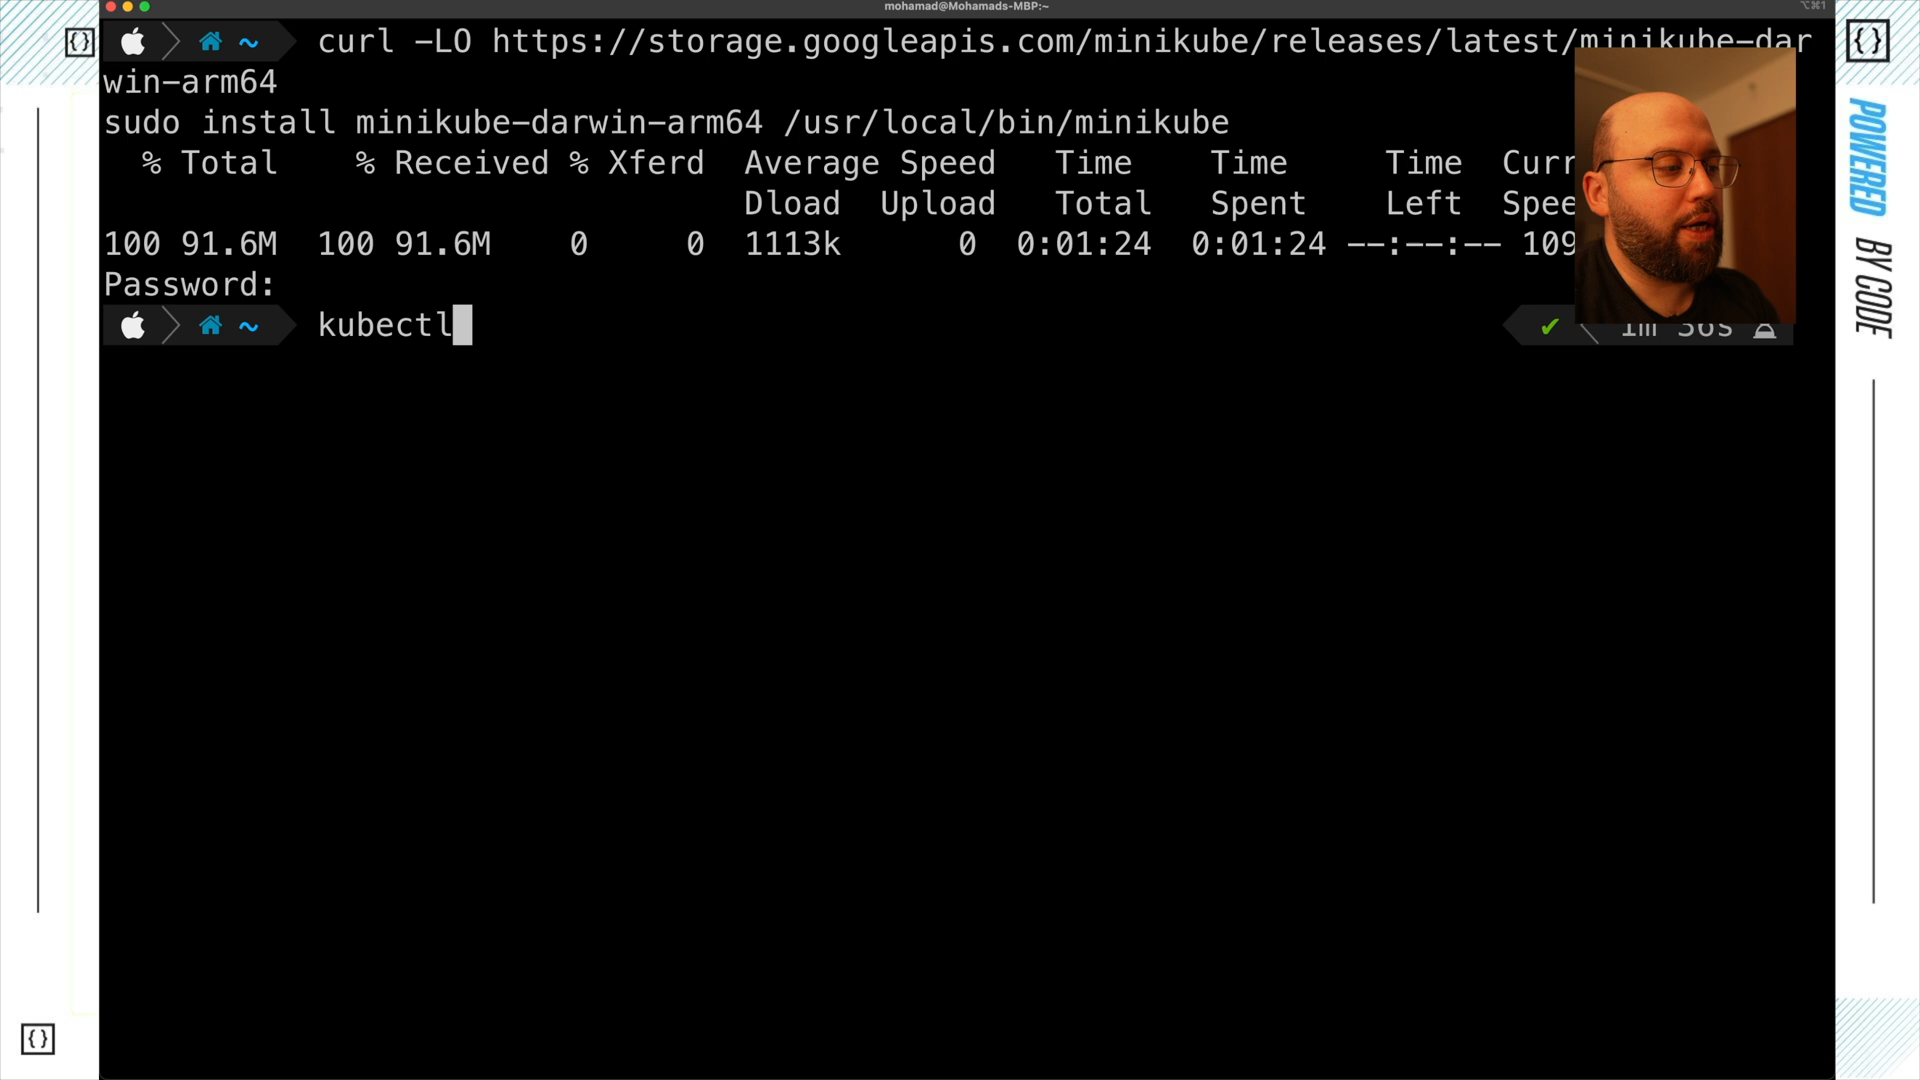 mohamad@Mohamads-MBP:~
⌥⌘1
~ curl -LO https://storage.googleapis.com/minikube/releases/latest/minikube-dar
win-arm64
sudo install minikube-darwin-arm64 /usr/local/bin/minikube
% Total % Received % Xferd Average Speed Time Time Time Curr
Dload Upload Total Spent Left Spee
100 91.6M 100 91.6M 0 0 1113k 0 0:01:24 0:01:24 --:--:-- 109
Password:
~ kubectl ✔ 1m 36s
{}
{}
{}
POWERED BY CODE